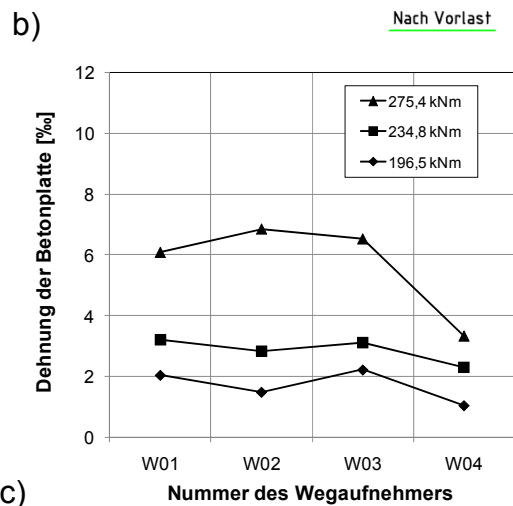 b)
Nach Vorlast
Dehnung der Betonplatte [‰]
12
10
8
6
4
2
0
275,4 kNm
234,8 kNm
196,5 kNm
W01 W02 W03 W04
c)
Nummer des Wegaufnehmers